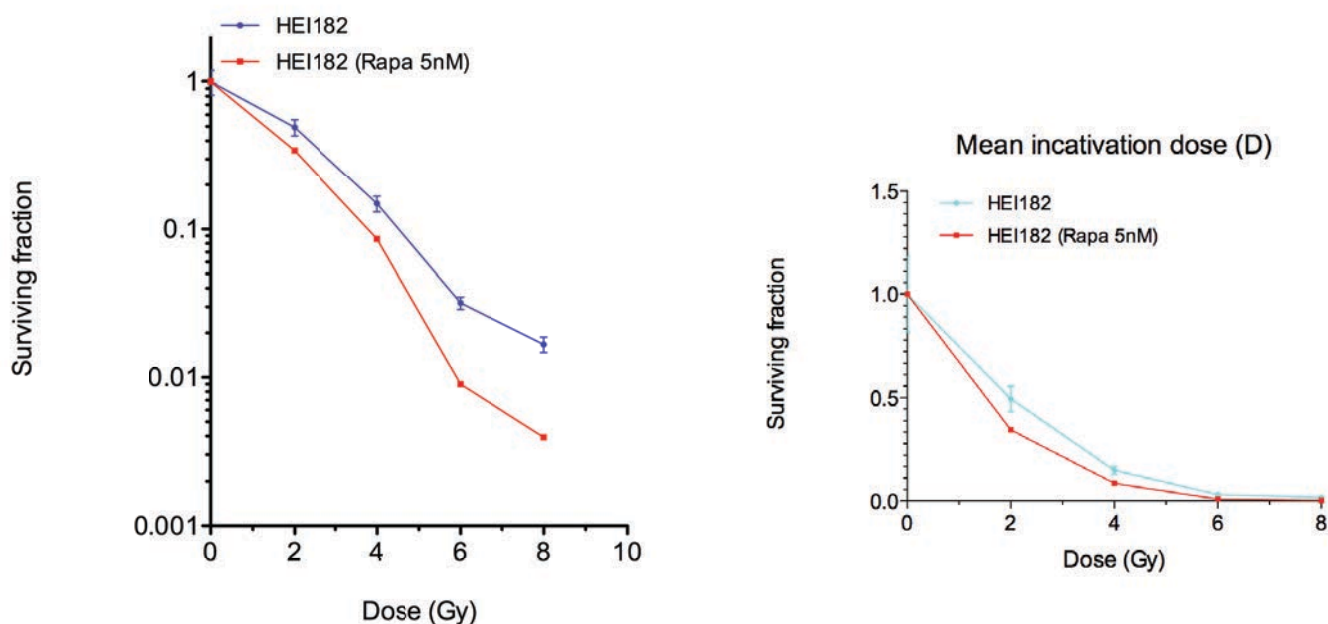 HEI182
HEI182 (Rapa 5nM)
1
0.1
0.01
0.001
0 2 4 6 8 10
Surviving fraction
Dose (Gy)
Mean incativation dose (D)
HEI182
HEI182 (Rapa 5nM)
1.5
1.0
0.5
0.0
0 2 4 6 8
Surviving fraction
Dose (Gy)